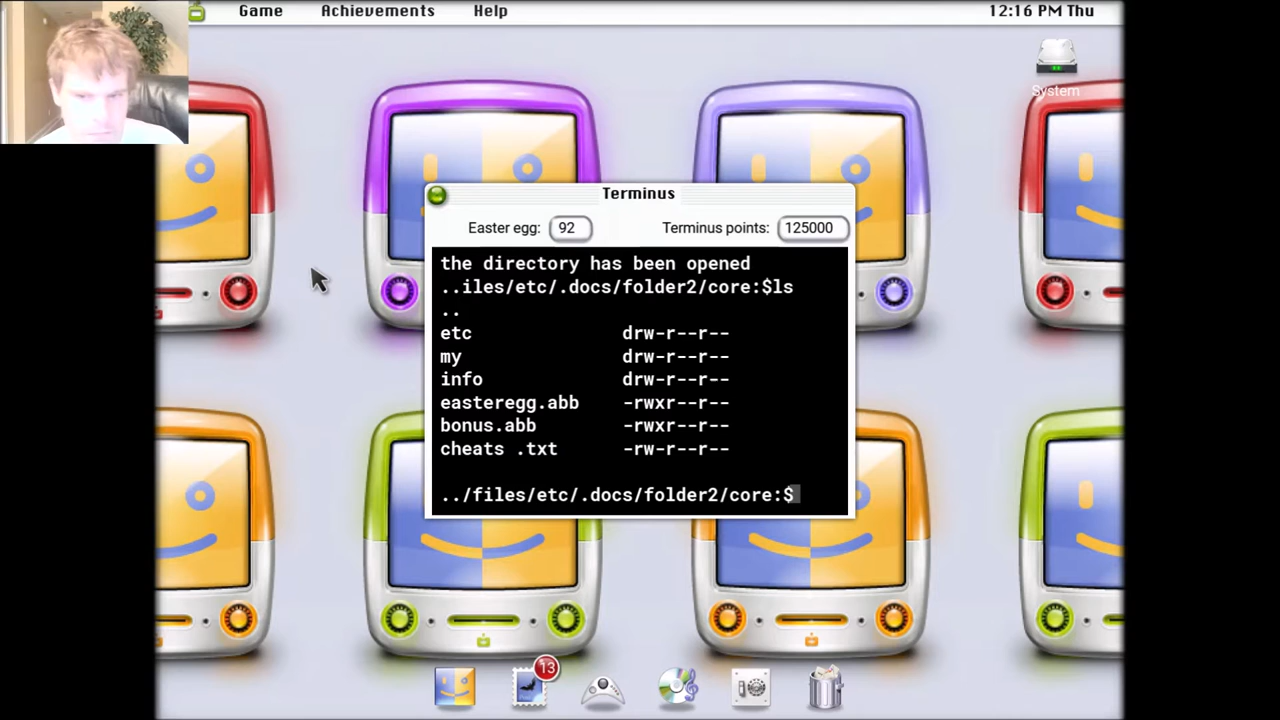 Game Achievements Help 12:16 PM Thu
System
Terminus
Easter egg: 92 Terminus points: 125000
the directory has been opened
..iles/etc/.docs/folder2/core:$ls
..
etc drw-r--r--
my drw-r--r--
info drw-r--r--
easteregg.abb -rwxr--r--
bonus.abb -rwxr--r--
cheats .txt -rw-r--r--
../files/etc/.docs/folder2/core:$
13